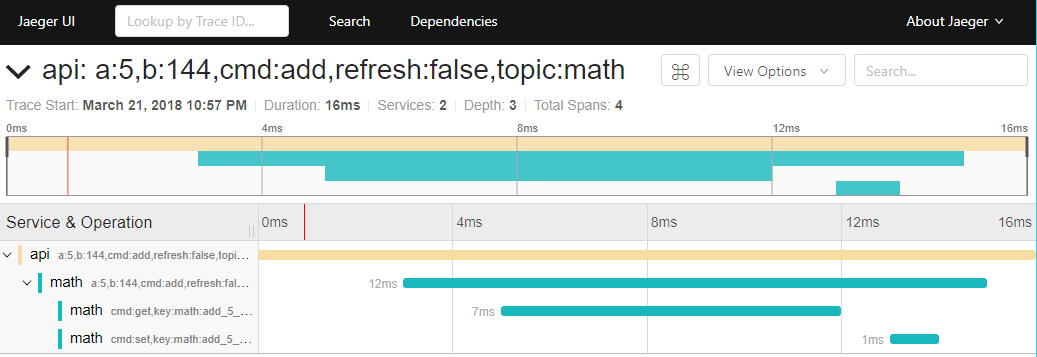 Jaeger UI Lookup by Trace ID... Search Dependencies About Jaeger
api: a:5,b:144,cmd:add,refresh:false,topic:math ⌘ View Options Search...
Trace Start: March 21, 2018 10:57 PM Duration: 16ms Services: 2 Depth: 3 Total Spans: 4
0ms 4ms 8ms 12ms 16ms
Service & Operation 0ms 4ms 8ms 12ms 16ms
api a:5,b:144,cmd:add,refresh:false,topi...
math a:5,b:144,cmd:add,refresh:fal... 12ms
math cmd:get,key:math:add_5_... 7ms
math cmd:set,key:math:add_5_... 1ms